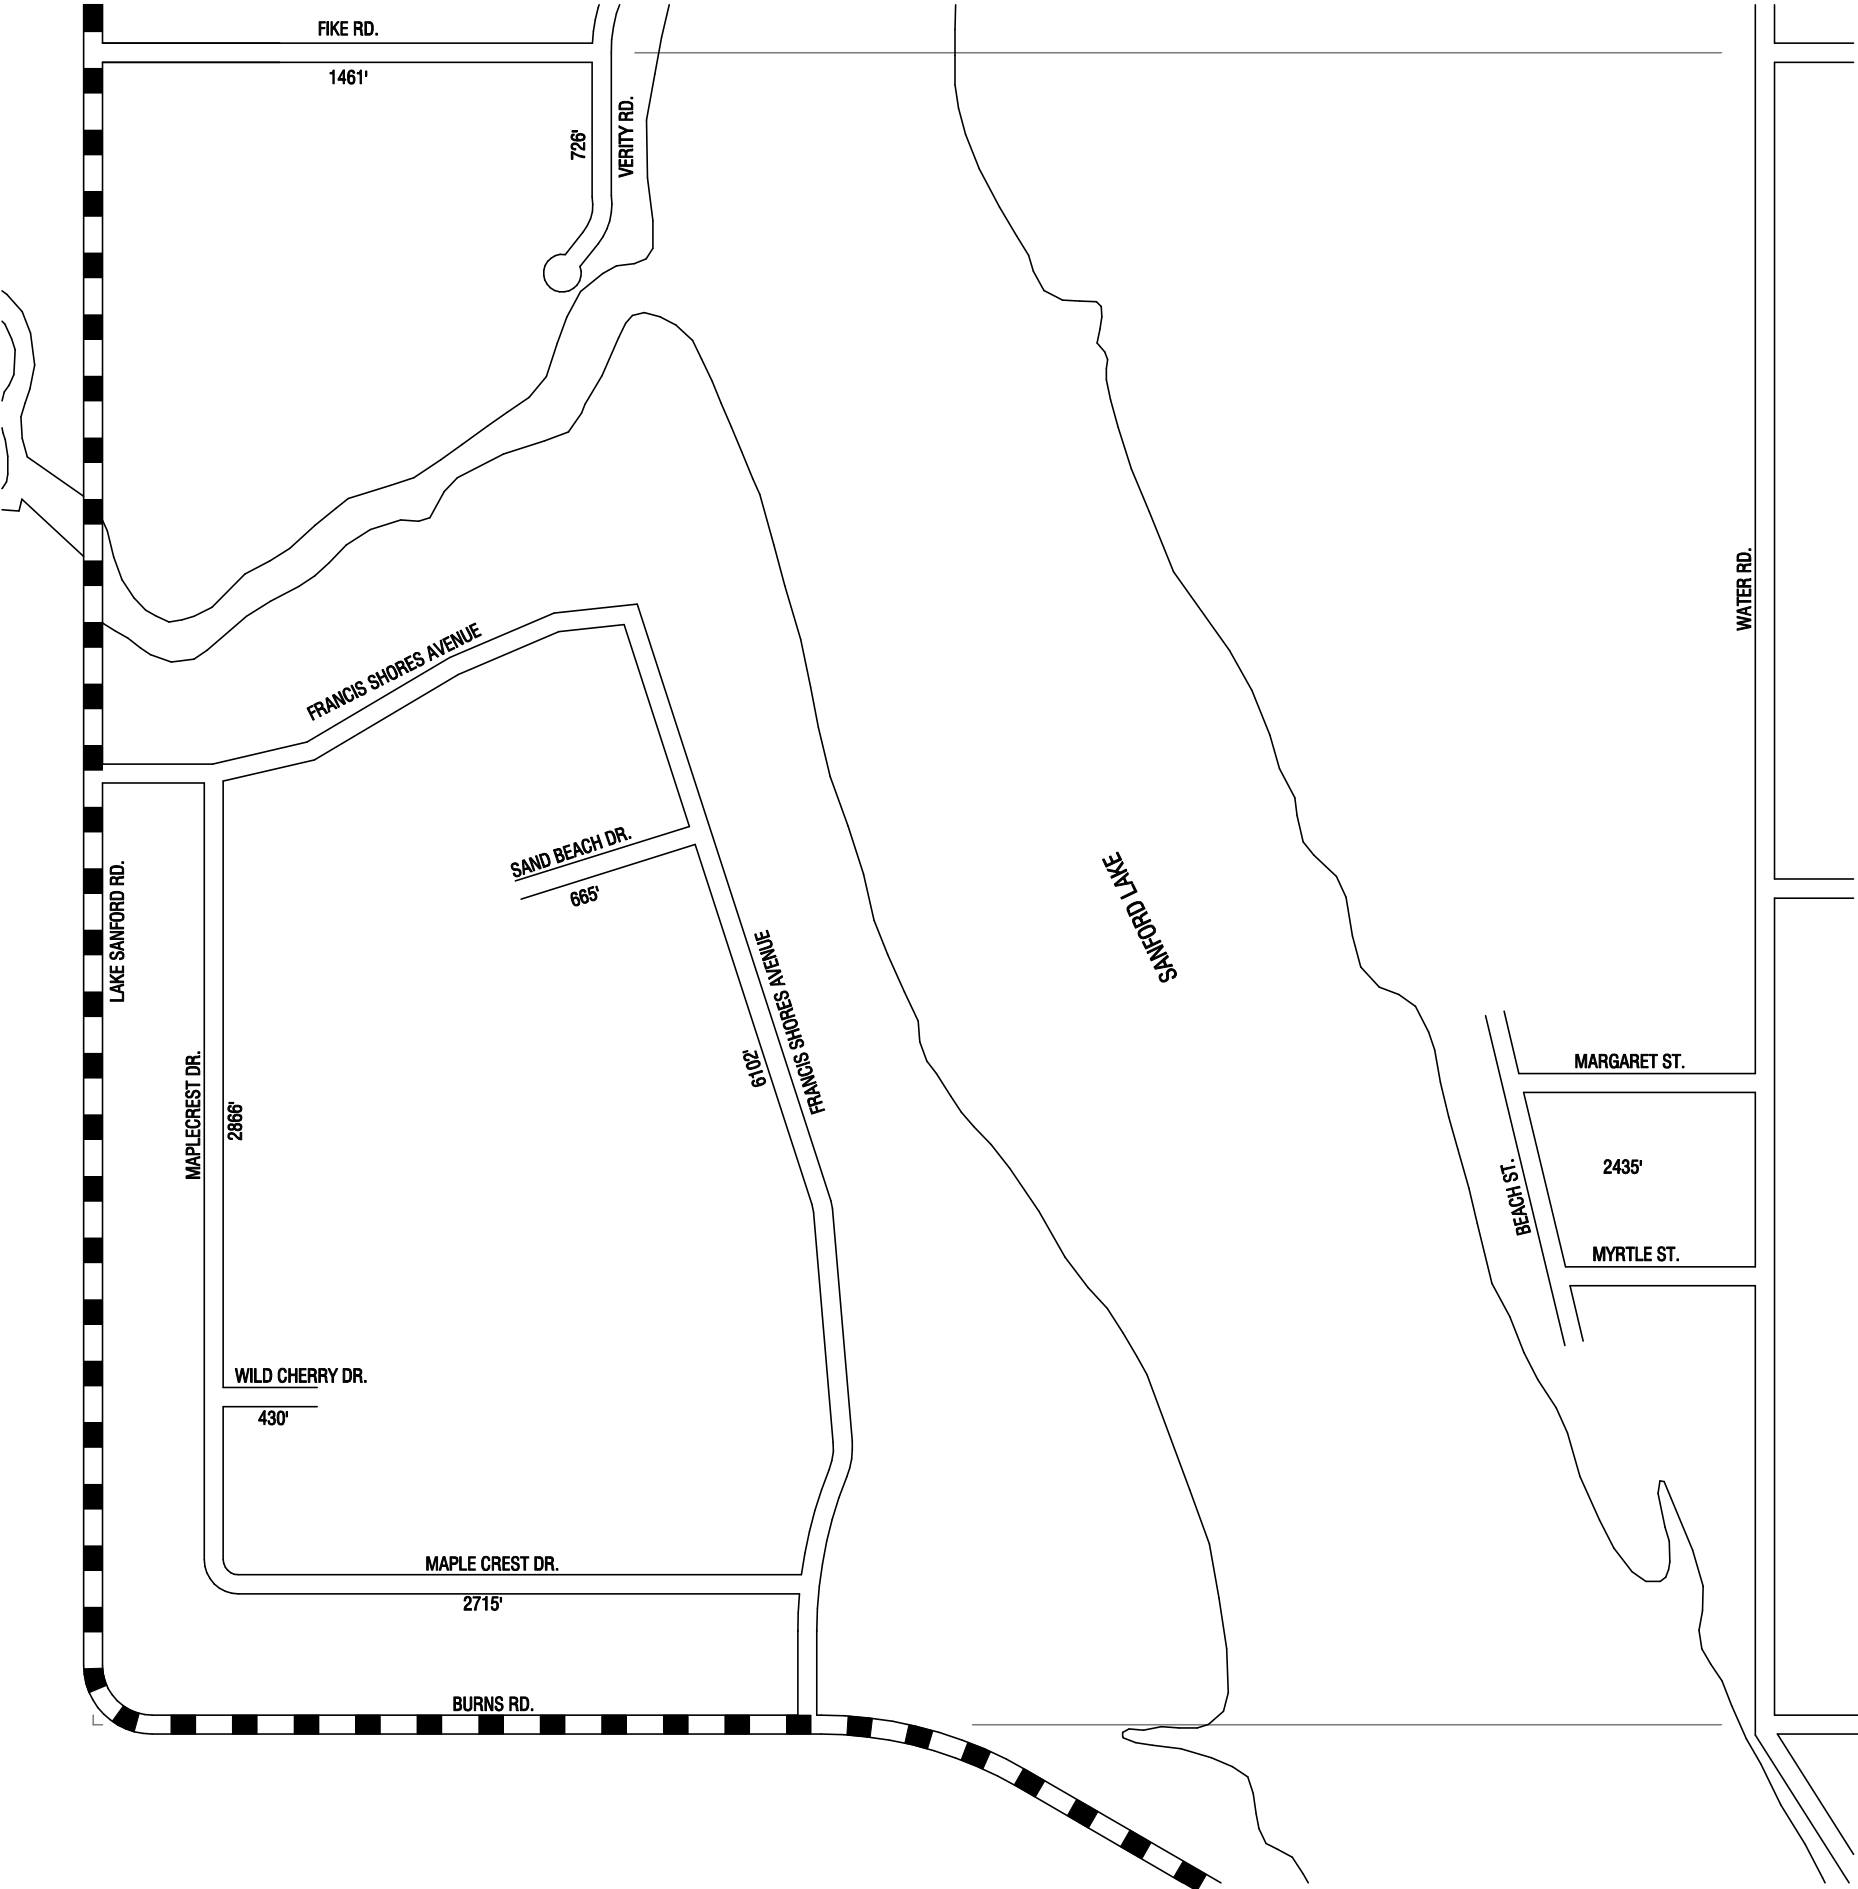 FIKE RD.
1461'
726'
VERITY RD.
WATER RD.
FRANCIS SHORES AVENUE
SAND BEACH DR.
665'
LAKE SANFORD RD.
SANFORD LAKE
FRANCIS SHORES AVENUE
6102'
MAPLECREST DR.
2866'
MARGARET ST.
2435'
BEACH ST.
MYRTLE ST.
WILD CHERRY DR.
430'
MAPLE CREST DR.
2715'
BURNS RD.